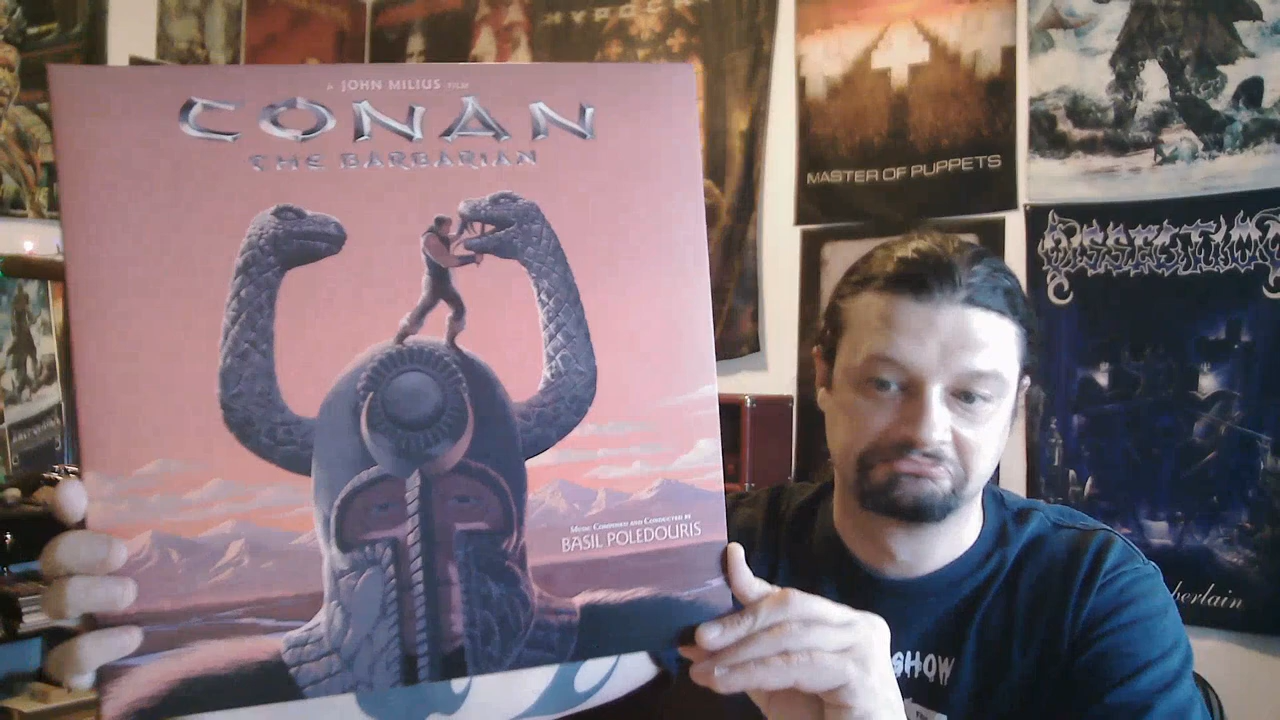 A JOHN MILIUS FILM
CONAN
THE BARBARIAN
MUSIC COMPOSED AND CONDUCTED BY
BASIL POLEDOURIS
HYPOCR
MASTER OF PUPPETS
DISSECTION
berlain
SHOW